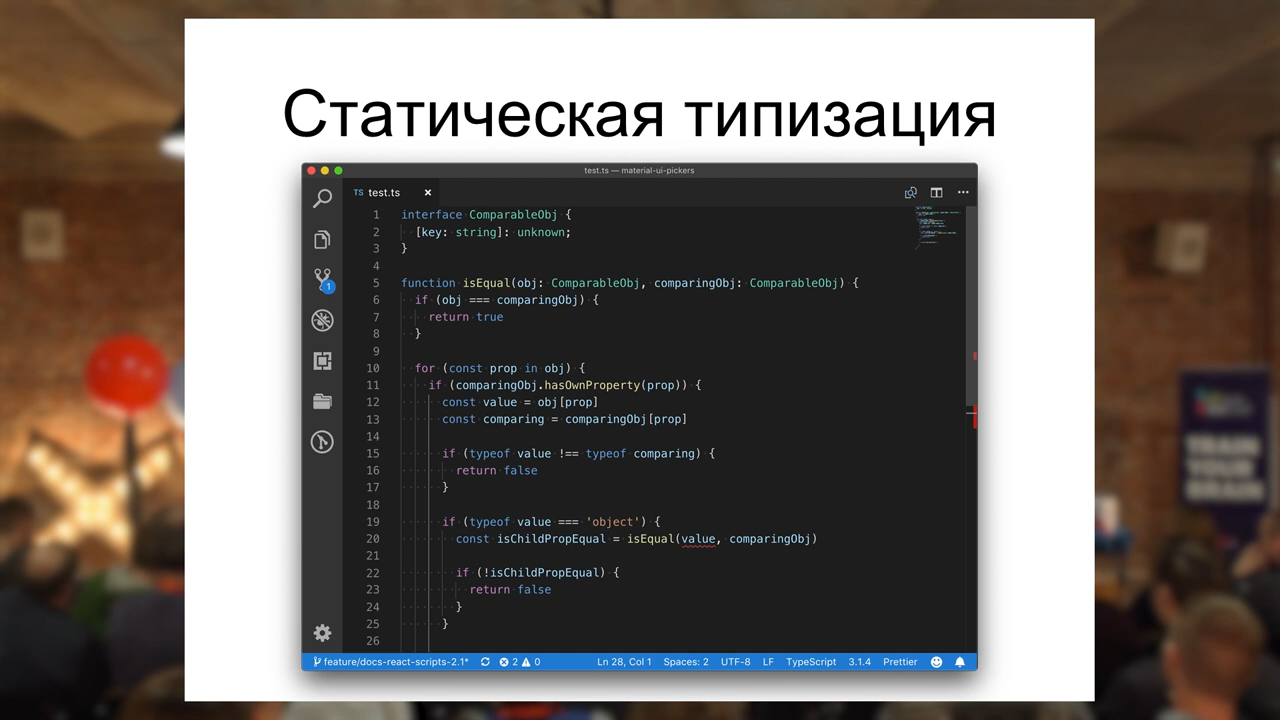 Статическая типизация
test.ts — material-ui-pickers
TS test.ts ×
1 interface ComparableObj {
2 [key: string]: unknown;
3 }
4
5 function isEqual(obj: ComparableObj, comparingObj: ComparableObj) {
6 if (obj === comparingObj) {
7 return true
8 }
9
10 for (const prop in obj) {
11 if (comparingObj.hasOwnProperty(prop)) {
12 const value = obj[prop]
13 const comparing = comparingObj[prop]
14
15 if (typeof value !== typeof comparing) {
16 return false
17 }
18
19 if (typeof value === 'object') {
20 const isChildPropEqual = isEqual(value, comparingObj)
21
22 if (!isChildPropEqual) {
23 return false
24 }
25 }
26
1
feature/docs-react-scripts-2.1* 2 0 Ln 28, Col 1 Spaces: 2 UTF-8 LF TypeScript 3.1.4 Prettier
TRAIN
YOUR
BRAIN